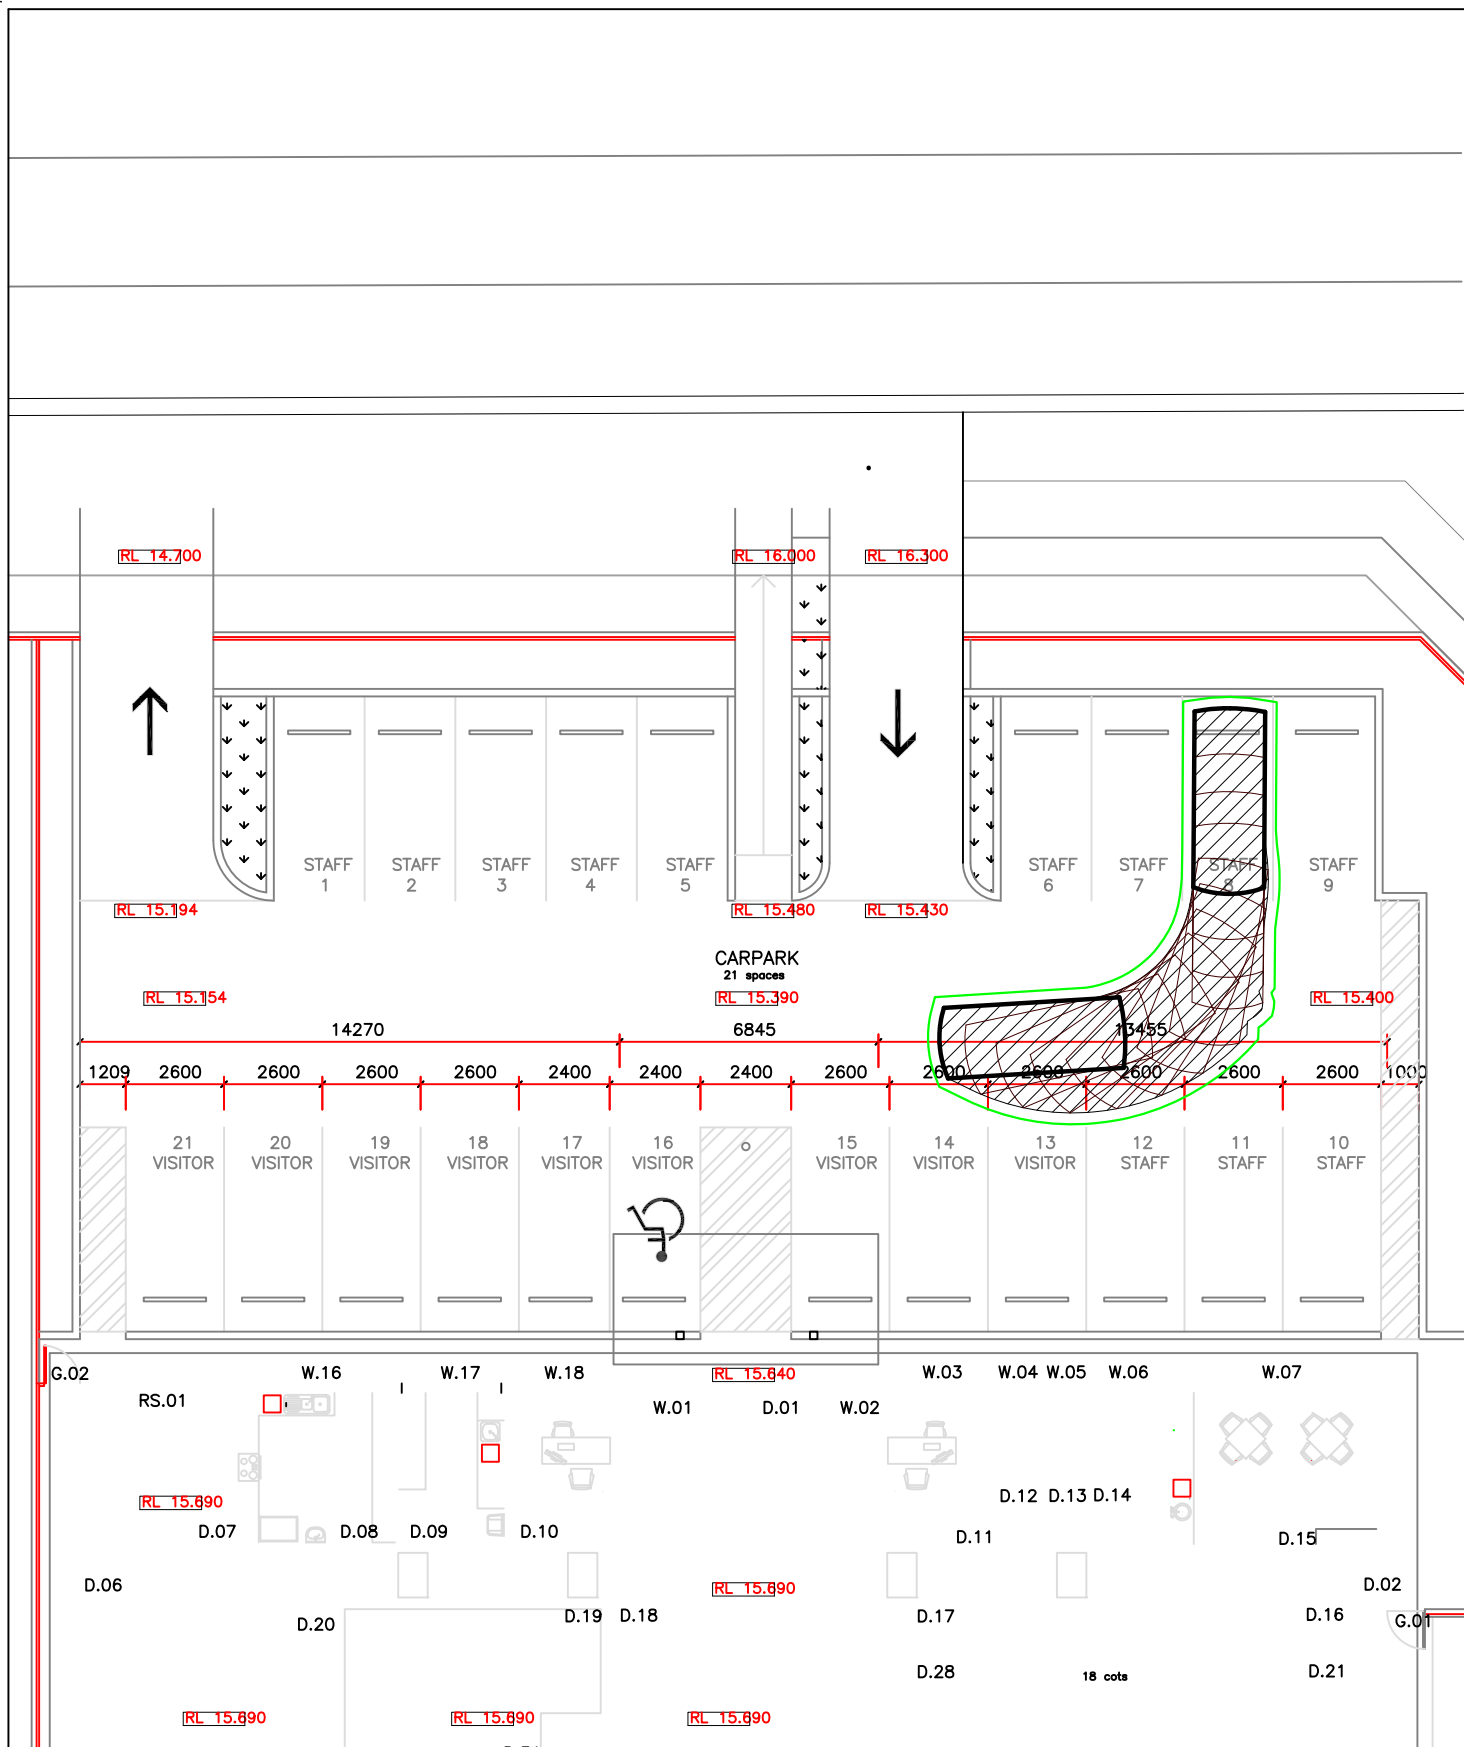 RL 14.700
RL 16.000
RL 16.300
STAFF
1
STAFF
2
STAFF
3
STAFF
4
STAFF
5
STAFF
6
STAFF
7
STAFF
8
STAFF
9
RL 15.194
RL 15.480
RL 15.430
CARPARK
21 spaces
RL 15.154
RL 15.390
RL 15.400
14270
6845
13455
1209
2600
2600
2600
2600
2400
2400
2400
2600
2600
2600
2600
2600
2600
1000
21
VISITOR
20
VISITOR
19
VISITOR
18
VISITOR
17
VISITOR
16
VISITOR
15
VISITOR
14
VISITOR
13
VISITOR
12
STAFF
11
STAFF
10
STAFF
G.02
W.16
W.17
W.18
RL 15.640
W.03
W.04
W.05
W.06
W.07
RS.01
W.01
D.01
W.02
RL 15.690
D.12
D.13
D.14
D.07
D.08
D.09
D.10
D.11
D.15
D.06
RL 15.690
D.02
D.20
D.19
D.18
D.17
D.16
G.01
D.28
18 cots
D.21
RL 15.690
RL 15.690
RL 15.690